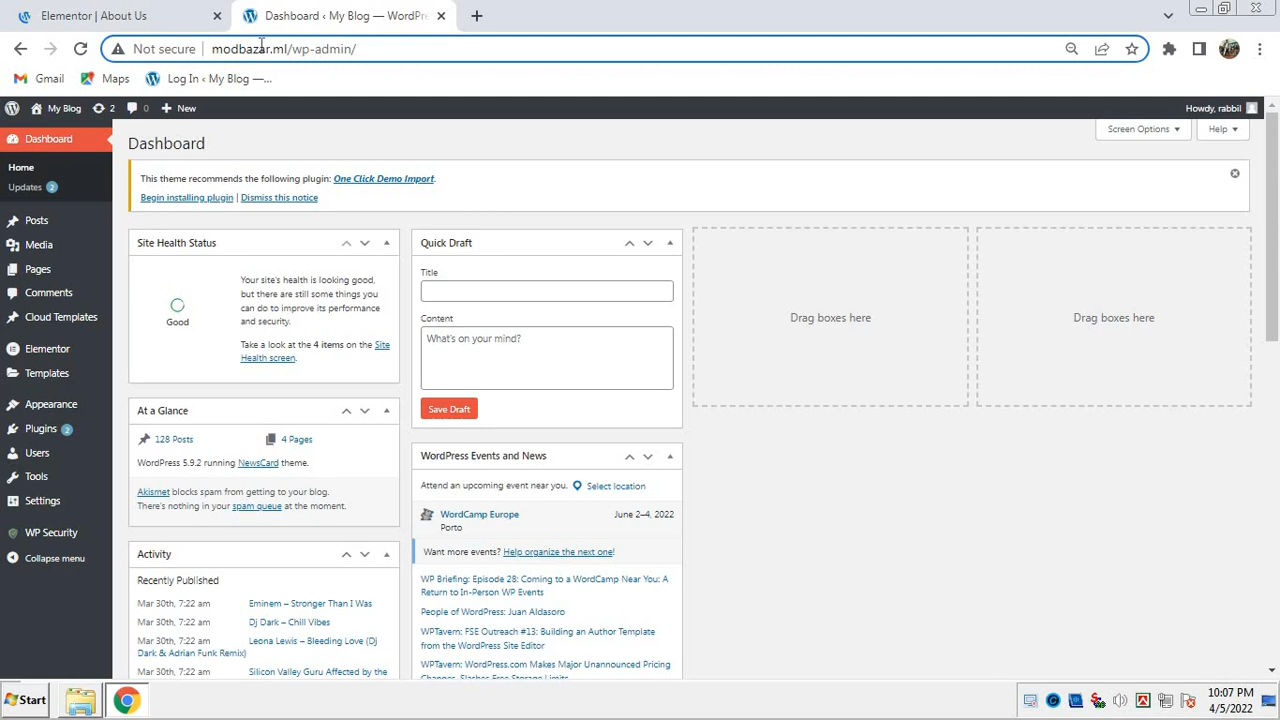 Elementor | About Us
Dashboard ‹ My Blog — WordPre
Not secure
modbazar.ml/wp-admin/
Gmail
Maps
Log In ‹ My Blog —...
My Blog
2
0
New
Howdy, rabbil
Dashboard
Home
Updates 2
Posts
Media
Pages
Comments
Cloud Templates
Elementor
Templates
Appearance
Plugins 2
Users
Tools
Settings
WP Security
Collapse menu
Dashboard
Screen Options
Help
This theme recommends the following plugin: One Click Demo Import.
Begin installing plugin | Dismiss this notice
Site Health Status
Good
Your site's health is looking good,
but there are still some things you
can do to improve its performance
and security.
Take a look at the 4 items on the Site
Health screen.
At a Glance
128 Posts
4 Pages
WordPress 5.9.2 running NewsCard theme.
Akismet blocks spam from getting to your blog.
There's nothing in your spam queue at the moment.
Activity
Recently Published
Mar 30th, 7:22 am Eminem – Stronger Than I Was
Mar 30th, 7:22 am Dj Dark – Chill Vibes
Mar 30th, 7:22 am Leona Lewis – Bleeding Love (Dj
Dark & Adrian Funk Remix)
Mar 30th, 7:22 am Silicon Valley Guru Affected by the
Quick Draft
Title
Content
What's on your mind?
Save Draft
WordPress Events and News
Attend an upcoming event near you. Select location
WordCamp Europe June 2–4, 2022
Porto
Want more events? Help organize the next one!
WP Briefing: Episode 28: Coming to a WordCamp Near You: A
Return to In-Person WP Events
People of WordPress: Juan Aldasoro
WPTavern: FSE Outreach #13: Building an Author Template
from the WordPress Site Editor
WPTavern: WordPress.com Makes Major Unannounced Pricing
Changes, Slashes Free Storage Limits
Drag boxes here
Drag boxes here
Start
10:07 PM
4/5/2022